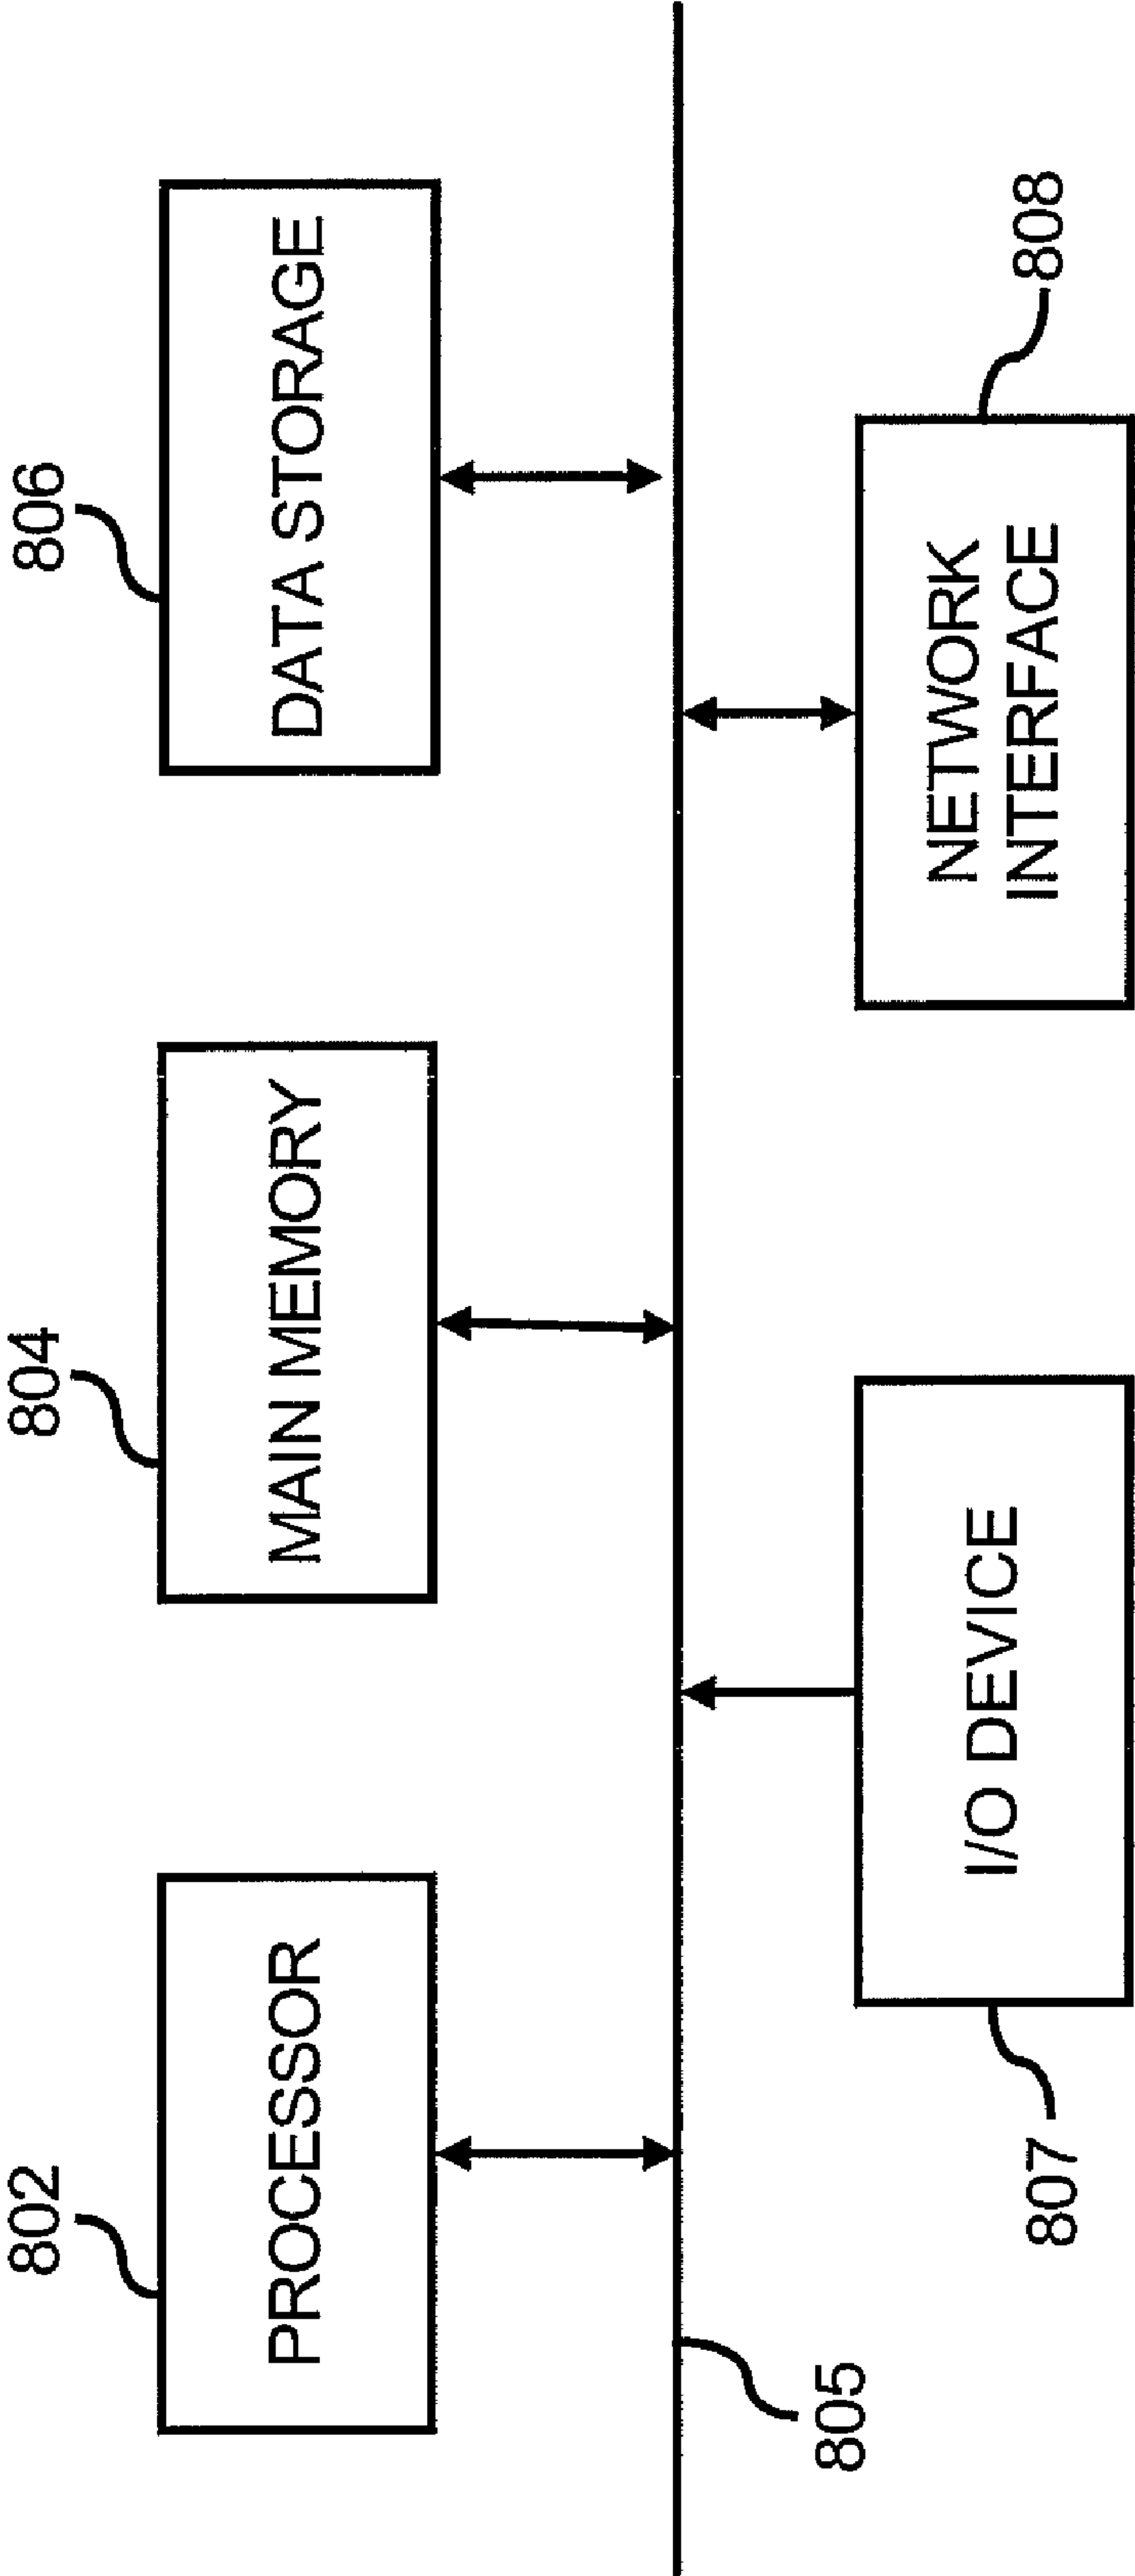 802
804
806
PROCESSOR
MAIN MEMORY
DATA STORAGE
805
807
I/O DEVICE
NETWORK
INTERFACE
808